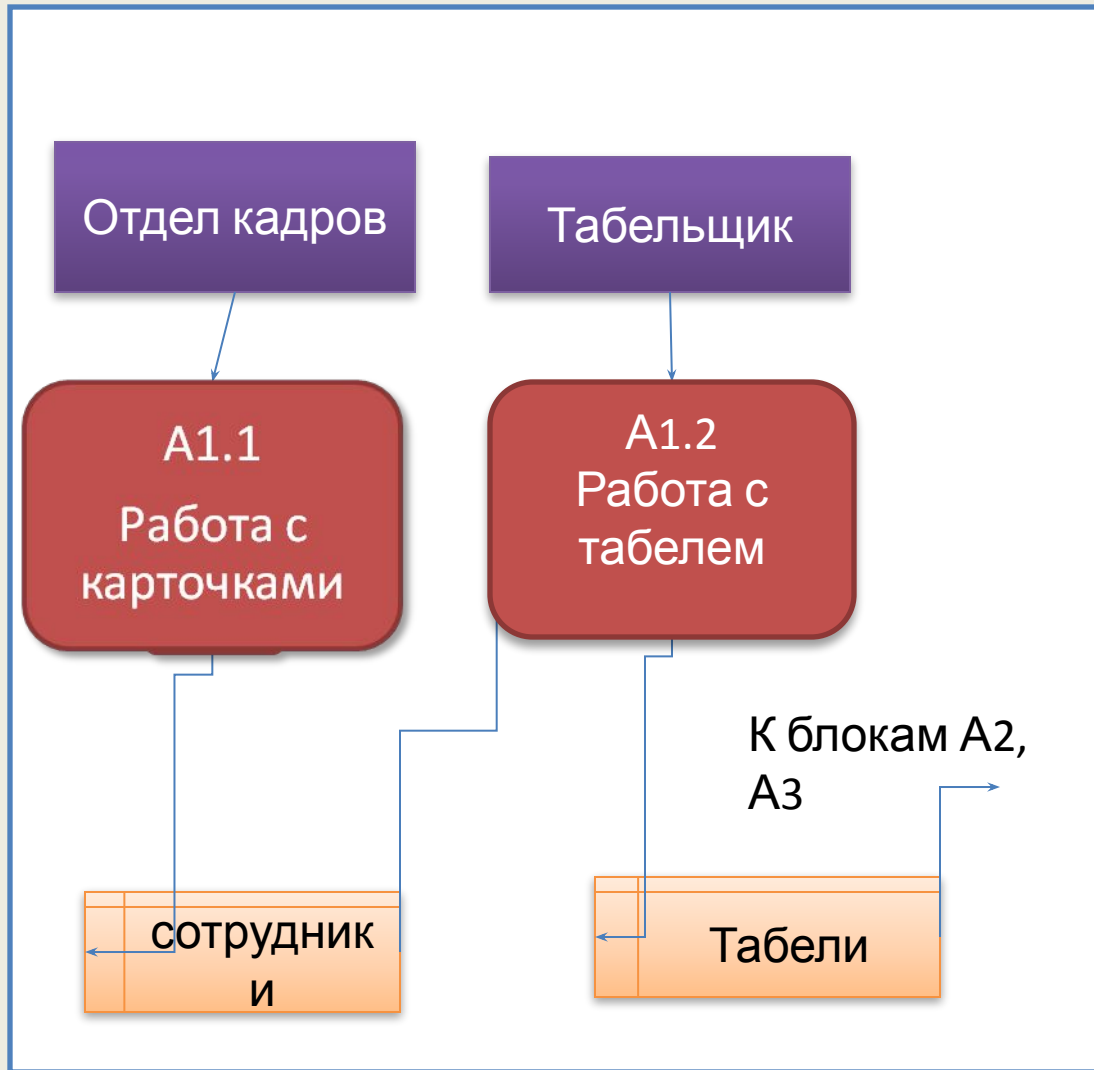 Отдел кадров
Табельщик
А1.1
Работа с
карточками
А1.2
Работа с
табелем
К блокам А2,
А3
сотрудник
и
Табели